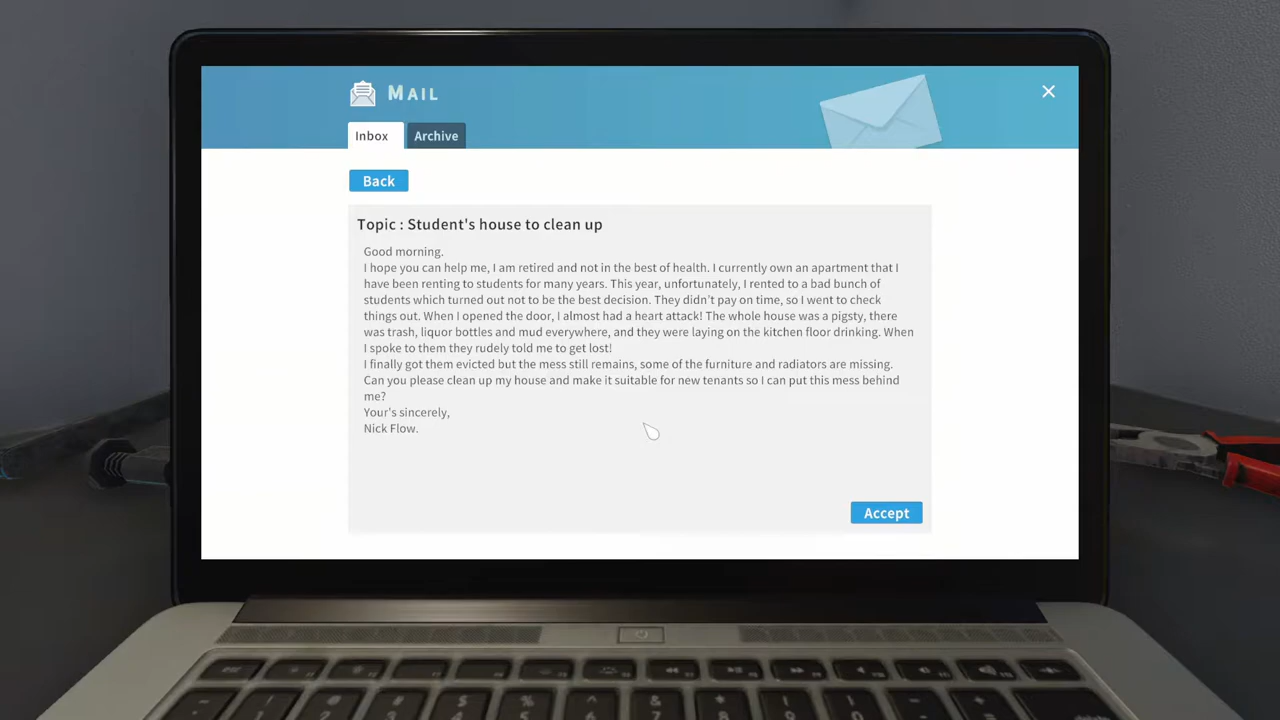 MAIL
Inbox
Archive
Back
Topic : Student's house to clean up
Good morning.
I hope you can help me, I am retired and not in the best of health. I currently own an apartment that I
have been renting to students for many years. This year, unfortunately, I rented to a bad bunch of
students which turned out not to be the best decision. They didn't pay on time, so I went to check
things out. When I opened the door, I almost had a heart attack! The whole house was a pigsty, there
was trash, liquor bottles and mud everywhere, and they were laying on the kitchen floor drinking. When
I spoke to them they rudely told me to get lost!
I finally got them evicted but the mess still remains, some of the furniture and radiators are missing.
Can you please clean up my house and make it suitable for new tenants so I can put this mess behind
me?
Your's sincerely,
Nick Flow.
Accept